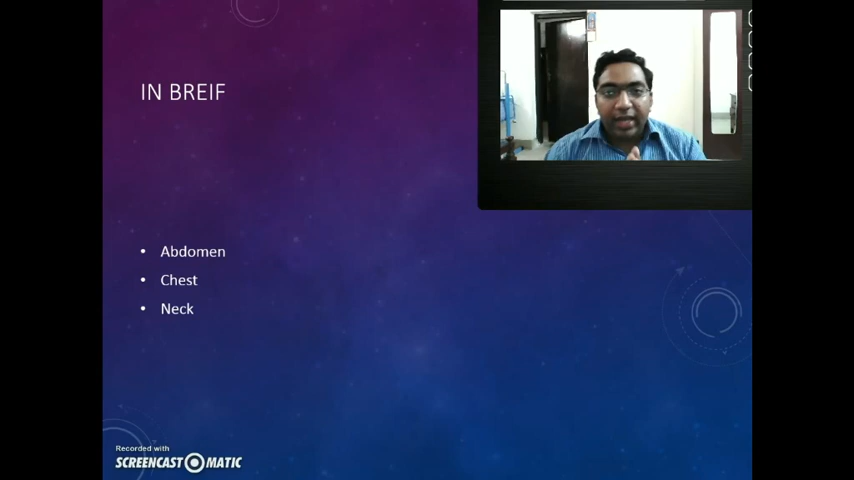 IN BREIF
• Abdomen
• Chest
• Neck
Recorded with
SCREENCAST-O-MATIC